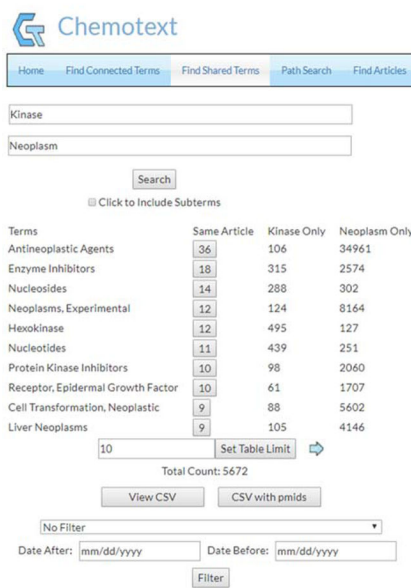 Chemotext
Home Find Connected Terms Find Shared Terms Path Search Find Articles
Kinase
Neoplasm
Search
Click to Include Subterms
Terms Same Article Kinase Only Neoplasm Only
Antineoplastic Agents 36 106 34961
Enzyme Inhibitors 18 315 2574
Nucleosides 14 288 302
Neoplasms, Experimental 12 124 8164
Hexokinase 12 495 127
Nucleotides 11 439 251
Protein Kinase Inhibitors 10 98 2060
Receptor, Epidermal Growth Factor 10 61 1707
Cell Transformation, Neoplastic 9 88 5602
Liver Neoplasms 9 105 4146
10 Set Table Limit
Total Count: 5672
View CSV CSV with pmids
No Filter
Date After: mm/dd/yyyy Date Before: mm/dd/yyyy
Filter